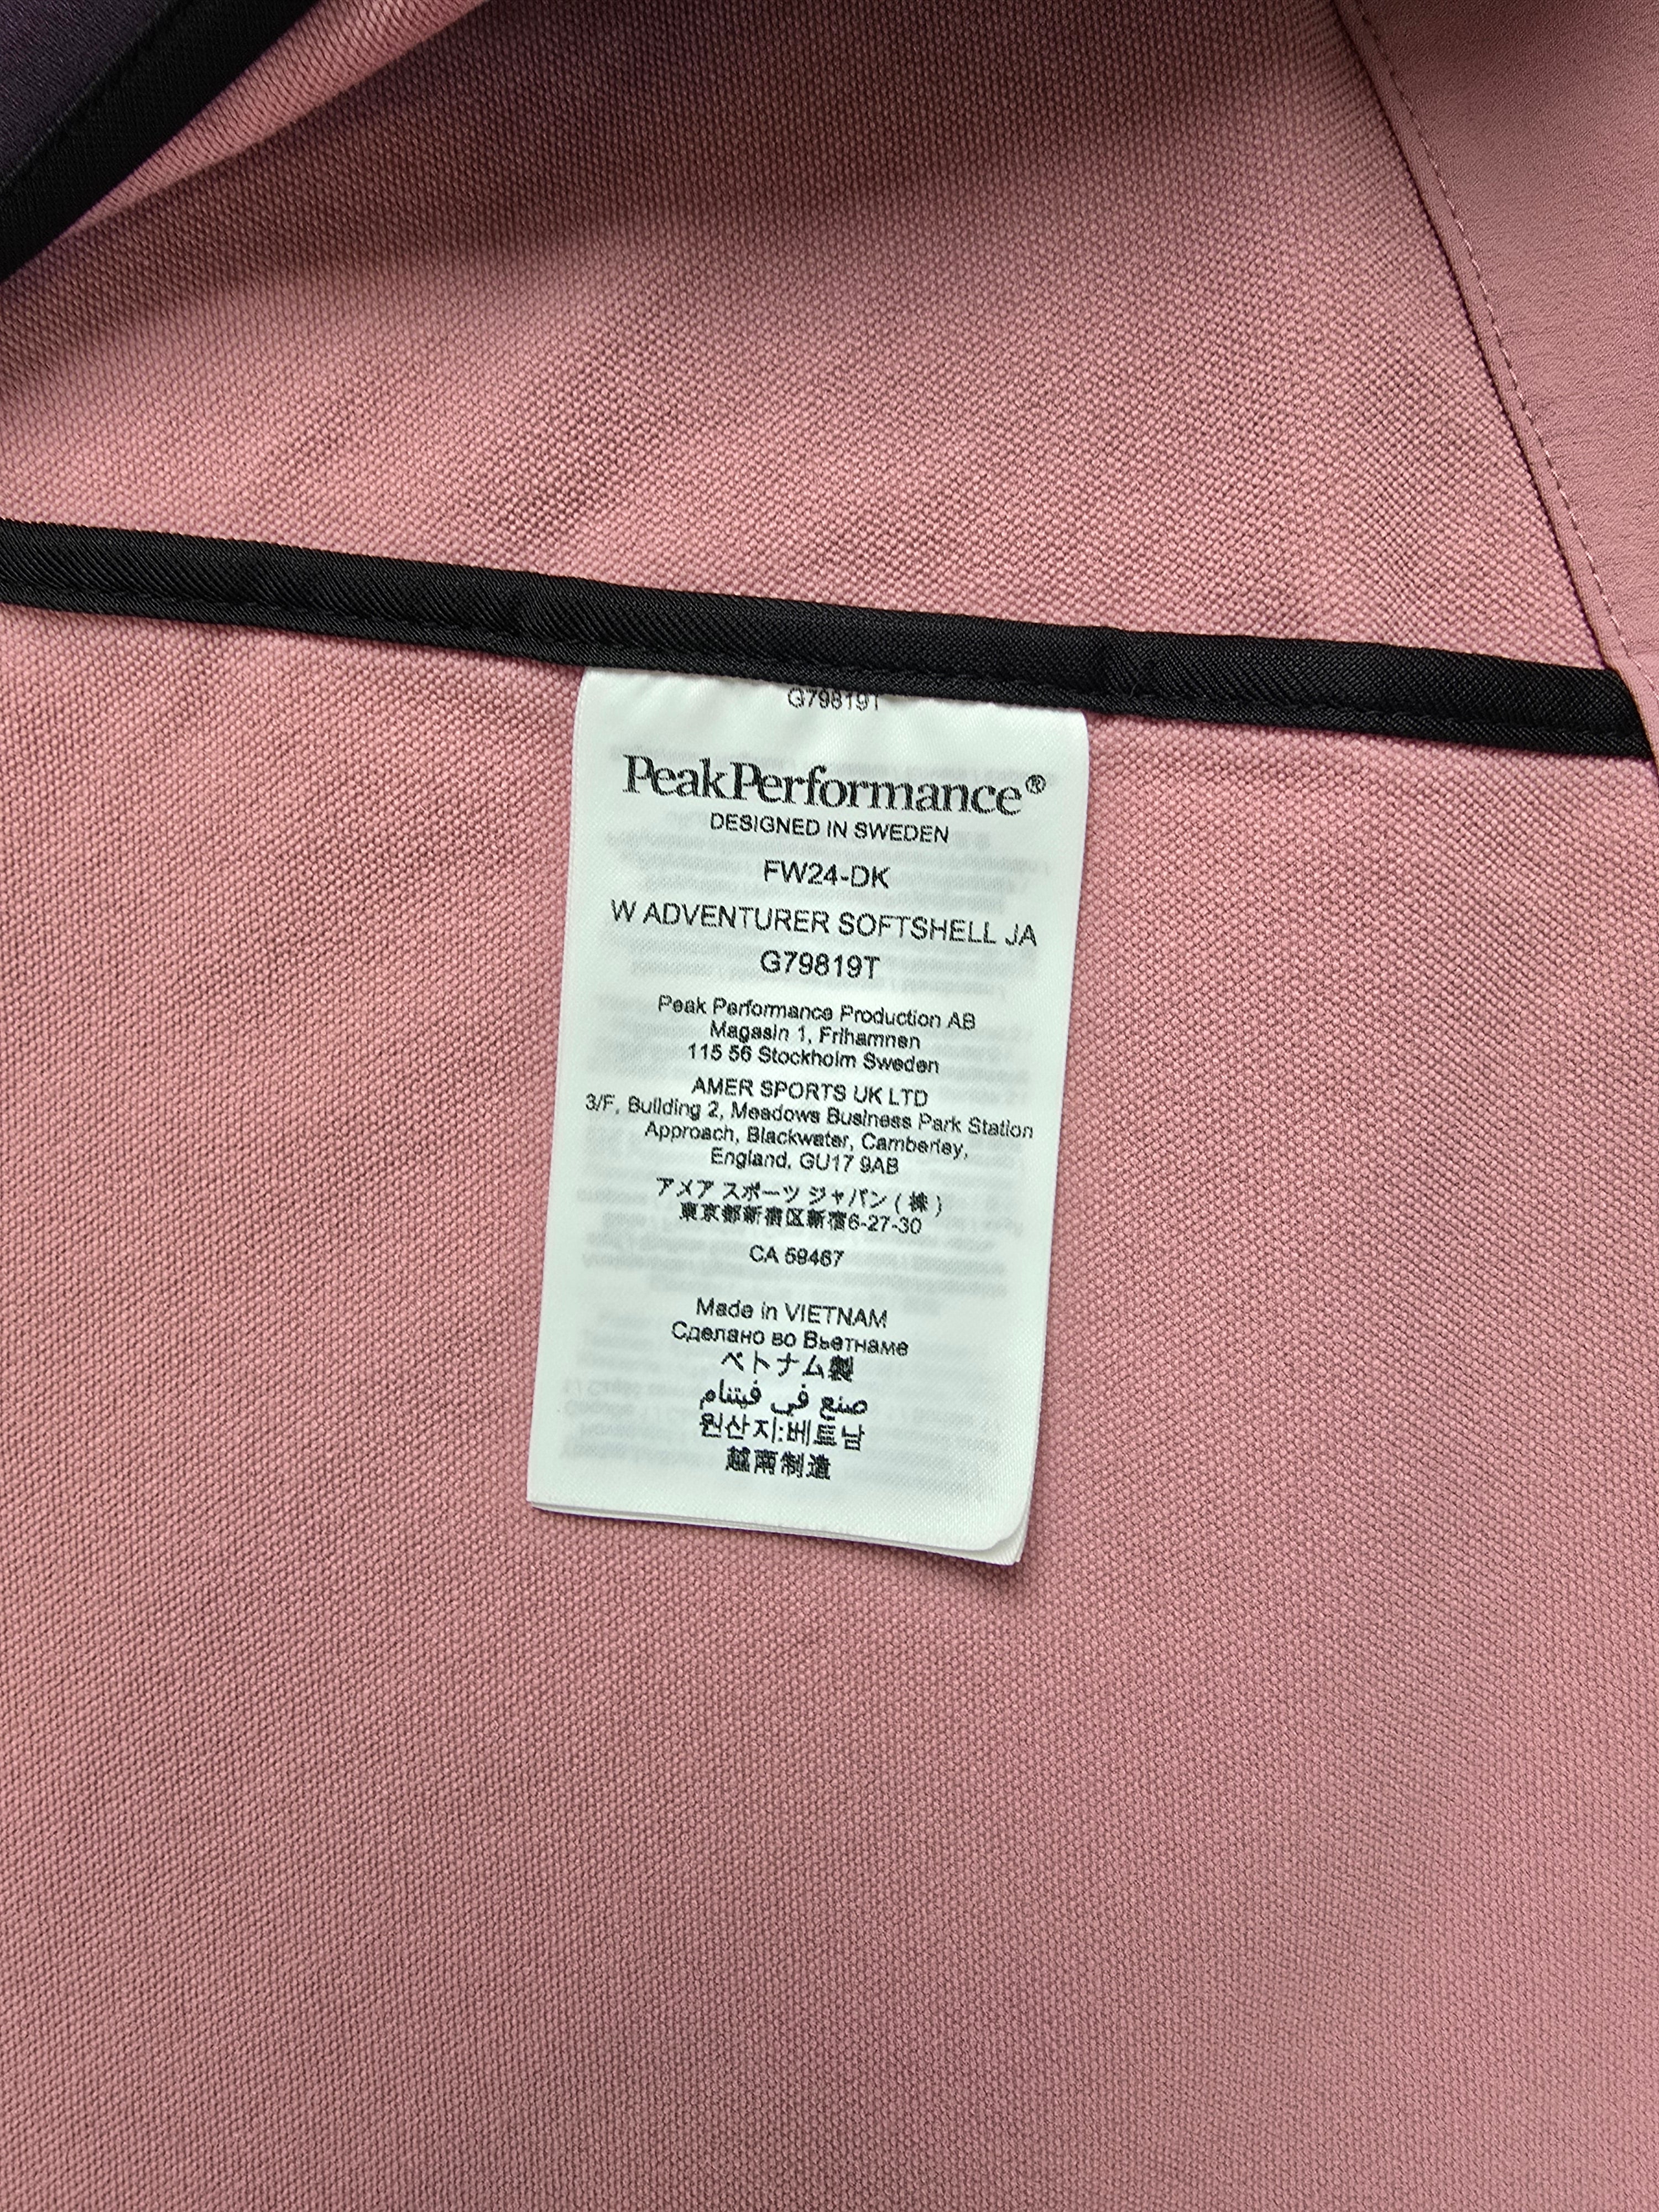 G79819T
PeakPerformance®
DESIGNED IN SWEDEN
FW24-DK
W ADVENTURER SOFTSHELL JA
G79819T
Peak Performance Production AB
Magasin 1, Frihamnen
115 56 Stockholm Sweden
AMER SPORTS UK LTD
3/F, Building 2, Meadows Business Park Station
Approach, Blackwater, Camberley,
England, GU17 9AB
アメア スポーツ ジャパン ( 株 )
東京都新宿区新宿6-27-30
CA 59467
Made in VIETNAM
Сделано во Вьетнаме
ベトナム製
صنع في فيتنام
원산지:베트남
越南制造